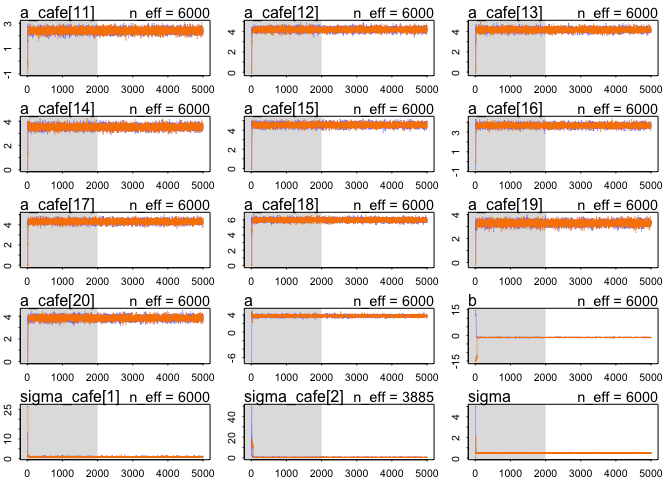 a_cafe[11] n_eff = 6000 a_cafe[12] n_eff = 6000 a_cafe[13] n_eff = 6000
-1 1 3 0 2 4 0 2 4
0 1000 2000 3000 4000 5000 0 1000 2000 3000 4000 5000 0 1000 2000 3000 4000 5000
a_cafe[14] n_eff = 6000 a_cafe[15] n_eff = 6000 a_cafe[16] n_eff = 6000
0 2 4 0 2 4 -1 1 3
0 1000 2000 3000 4000 5000 0 1000 2000 3000 4000 5000 0 1000 2000 3000 4000 5000
a_cafe[17] n_eff = 6000 a_cafe[18] n_eff = 6000 a_cafe[19] n_eff = 6000
0 2 4 0 2 4 6 0 2 4
0 1000 2000 3000 4000 5000 0 1000 2000 3000 4000 5000 0 1000 2000 3000 4000 5000
a_cafe[20] n_eff = 6000 a n_eff = 6000 b n_eff = 6000
0 2 4 -6 0 4 -15 0 15
0 1000 2000 3000 4000 5000 0 1000 2000 3000 4000 5000 0 1000 2000 3000 4000 5000
sigma_cafe[1] n_eff = 6000 sigma_cafe[2] n_eff = 3885 sigma n_eff = 6000
0 10 25 0 20 40 0 2 4
0 1000 2000 3000 4000 5000 0 1000 2000 3000 4000 5000 0 1000 2000 3000 4000 5000